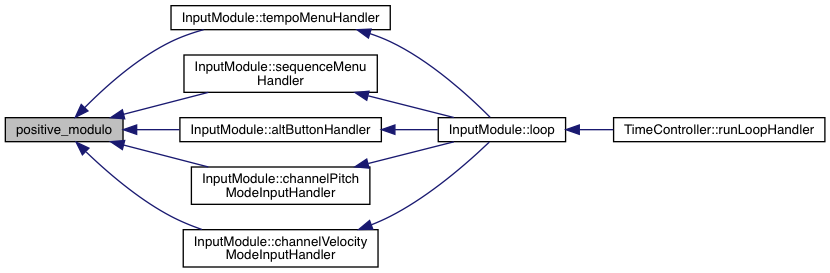 InputModule::tempoMenuHandler
InputModule::sequenceMenu
Handler
positive_modulo
InputModule::altButtonHandler
InputModule::loop
TimeController::runLoopHandler
InputModule::channelPitch
ModeInputHandler
InputModule::channelVelocity
ModeInputHandler